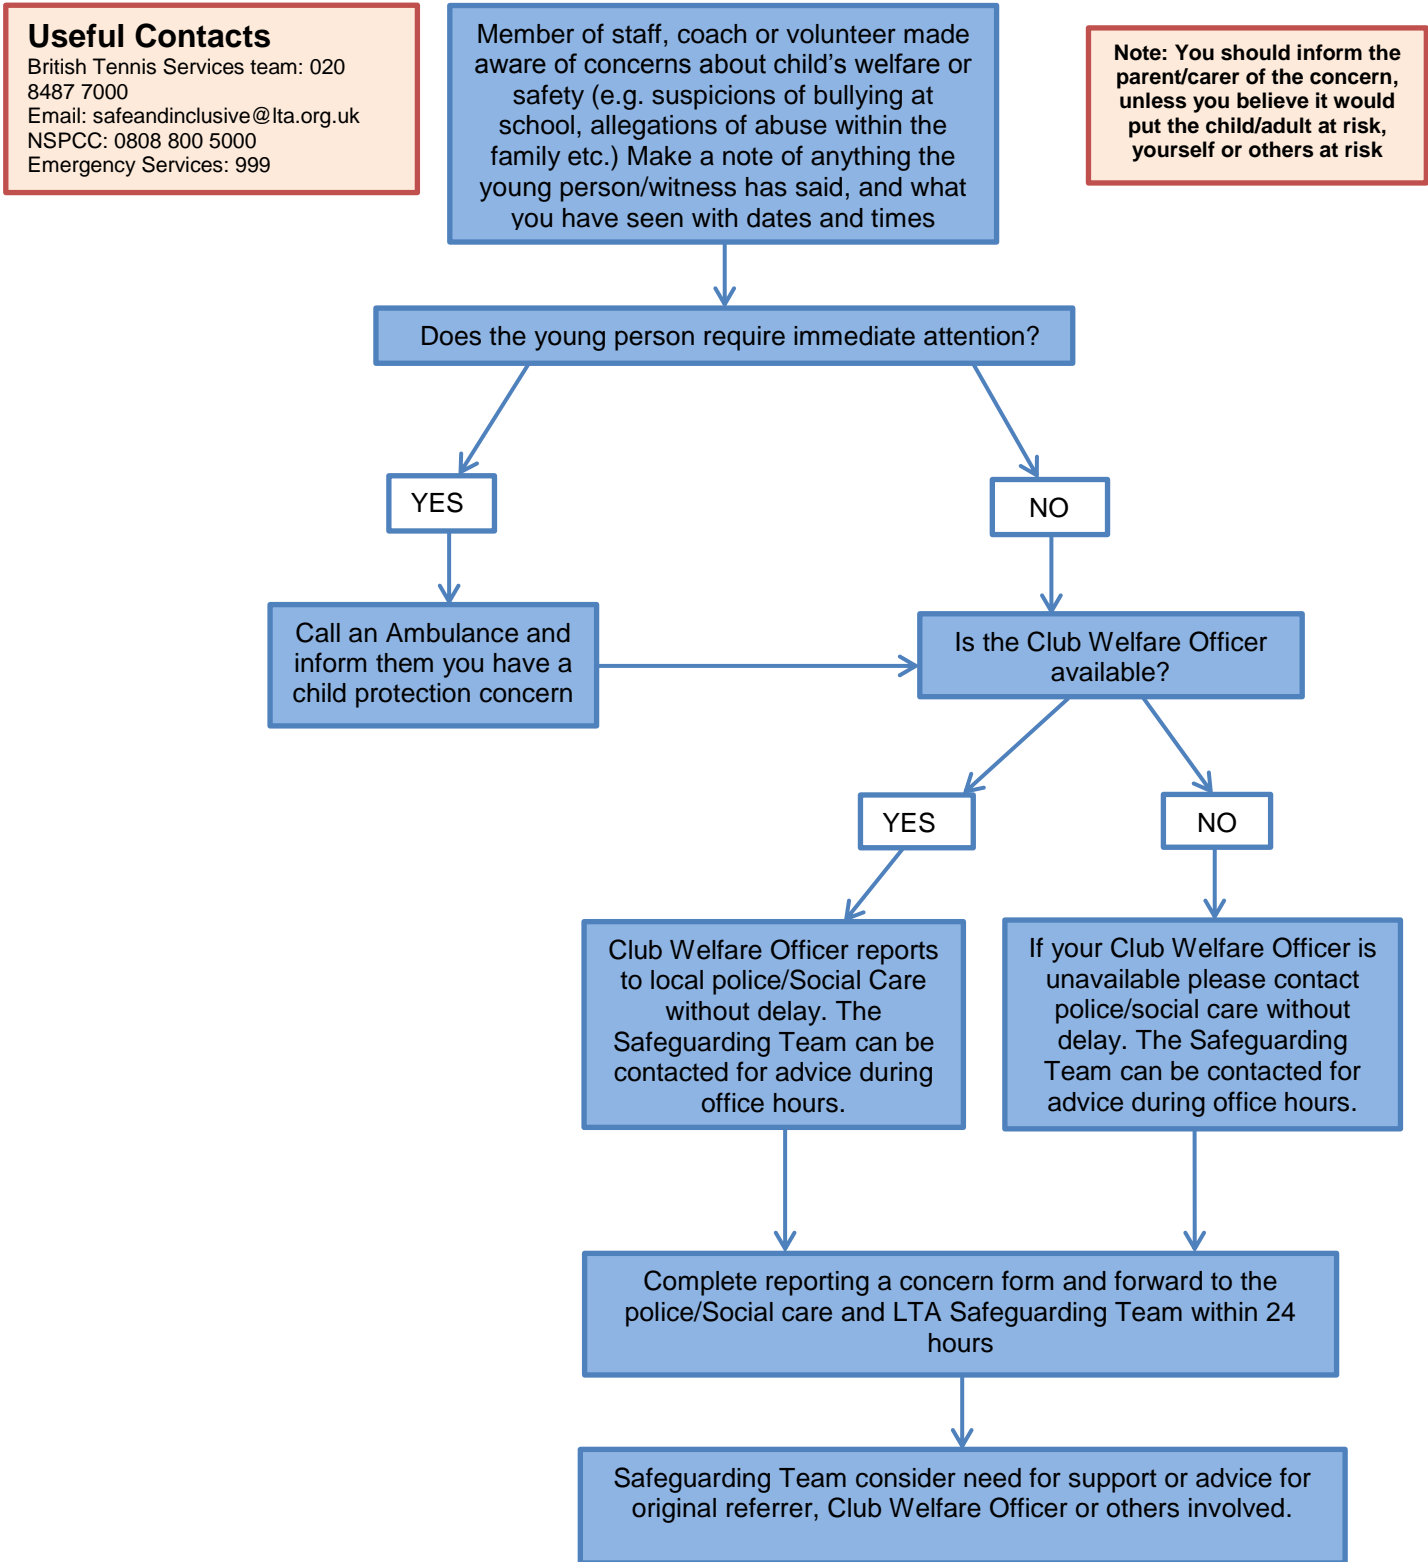 Useful Contacts
British Tennis Services team: 020
8487 7000
Email: safeandinclusive@lta.org.uk
NSPCC: 0808 800 5000
Emergency Services: 999
Member of staff, coach or volunteer made
aware of concerns about child’s welfare or
safety (e.g. suspicions of bullying at
school, allegations of abuse within the
family etc.) Make a note of anything the
young person/witness has said, and what
you have seen with dates and times
Note: You should inform the
parent/carer of the concern,
unless you believe it would
put the child/adult at risk,
yourself or others at risk
Does the young person require immediate attention?
YES
NO
Call an Ambulance and
inform them you have a
child protection concern
Is the Club Welfare Officer
available?
YES
NO
Club Welfare Officer reports
to local police/Social Care
without delay. The
Safeguarding Team can be
contacted for advice during
office hours.
If your Club Welfare Officer is
unavailable please contact
police/social care without
delay. The Safeguarding
Team can be contacted for
advice during office hours.
Complete reporting a concern form and forward to the
police/Social care and LTA Safeguarding Team within 24
hours
Safeguarding Team consider need for support or advice for
original referrer, Club Welfare Officer or others involved.